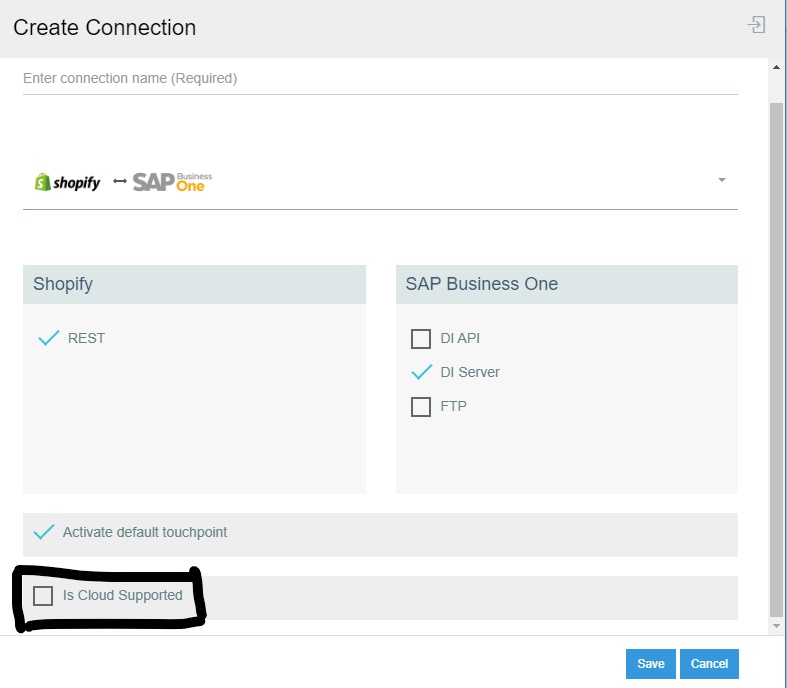 Create Connection
Enter connection name (Required)
shopify SAP Business One
Shopify
REST
SAP Business One
DI API
DI Server
FTP
Activate default touchpoint
Is Cloud Supported
Save Cancel